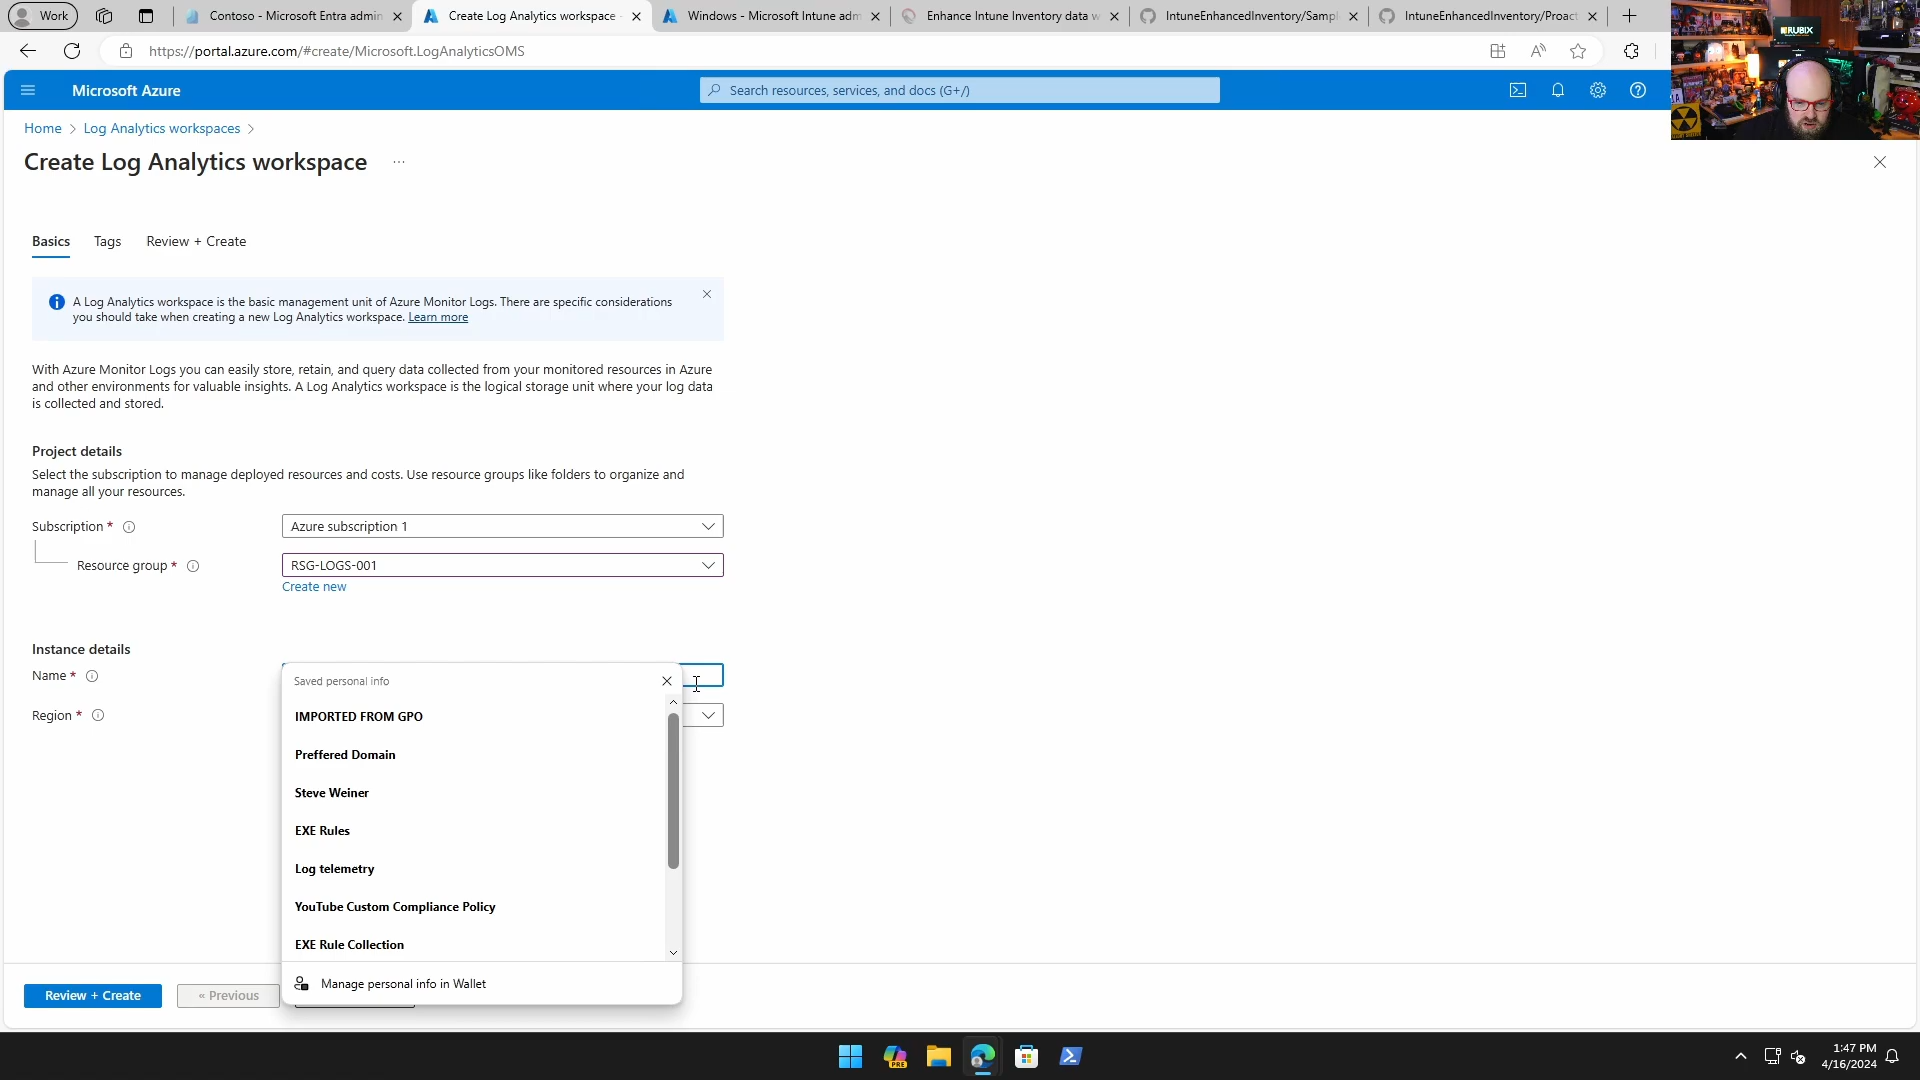 Work
Contoso - Microsoft Entra admin
Create Log Analytics workspace -
Windows - Microsoft Intune adm
Enhance Intune Inventory data w
IntuneEnhancedInventory/Sampl
IntuneEnhancedInventory/Proact
https://portal.azure.com/#create/Microsoft.LogAnalyticsOMS
RUBIX
Microsoft Azure
Search resources, services, and docs (G+/)
Home > Log Analytics workspaces >
Create Log Analytics workspace ...
Basics
Tags
Review + Create
A Log Analytics workspace is the basic management unit of Azure Monitor Logs. There are specific considerations
you should take when creating a new Log Analytics workspace. Learn more
With Azure Monitor Logs you can easily store, retain, and query data collected from your monitored resources in Azure
and other environments for valuable insights. A Log Analytics workspace is the logical storage unit where your log data
is collected and stored.
Project details
Select the subscription to manage deployed resources and costs. Use resource groups like folders to organize and
manage all your resources.
Subscription *
Azure subscription 1
Resource group *
RSG-LOGS-001
Create new
Instance details
Name *
Region *
Saved personal info
IMPORTED FROM GPO
Preffered Domain
Steve Weiner
EXE Rules
Log telemetry
YouTube Custom Compliance Policy
EXE Rule Collection
Manage personal info in Wallet
Review + Create
« Previous
PRE
1:47 PM
4/16/2024